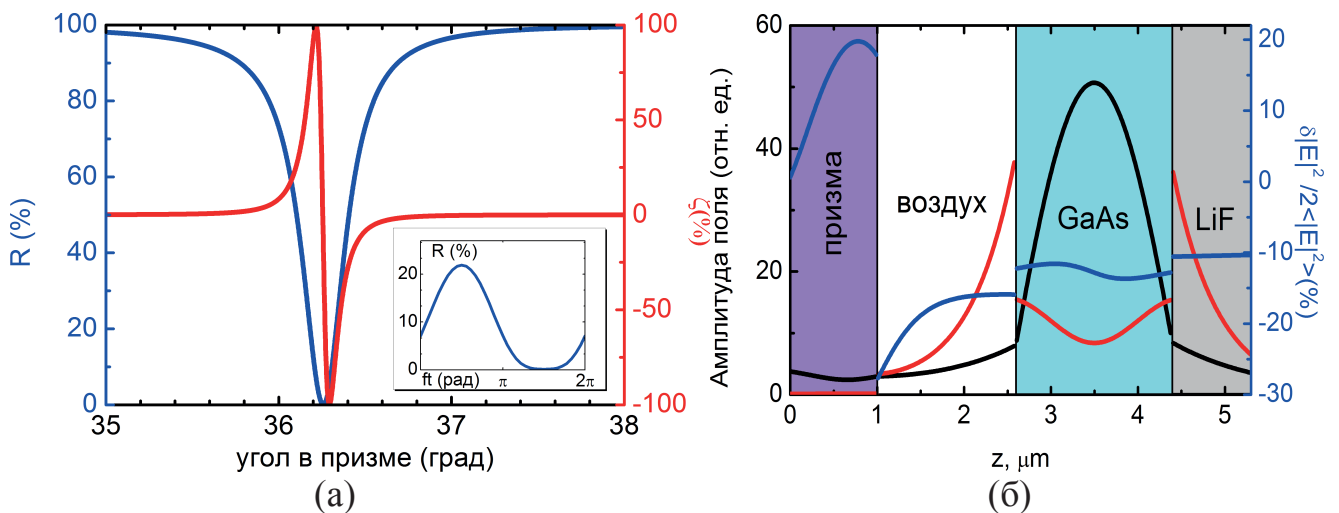 100
80
60
40
20
0
R (%)
35
36
37
38
угол в призме (град)
100
50
0
-50
-100
ζ(%)
R (%)
20
10
0
ft (рад)
π
2π
(а)
60
40
20
0
Амплитуда поля (отн. ед.)
призма
воздух
GaAs
LiF
0
1
2
3
4
5
z, μm
20
10
0
-10
-20
-30
δ|E|² /2<|E|²>(%)
(б)